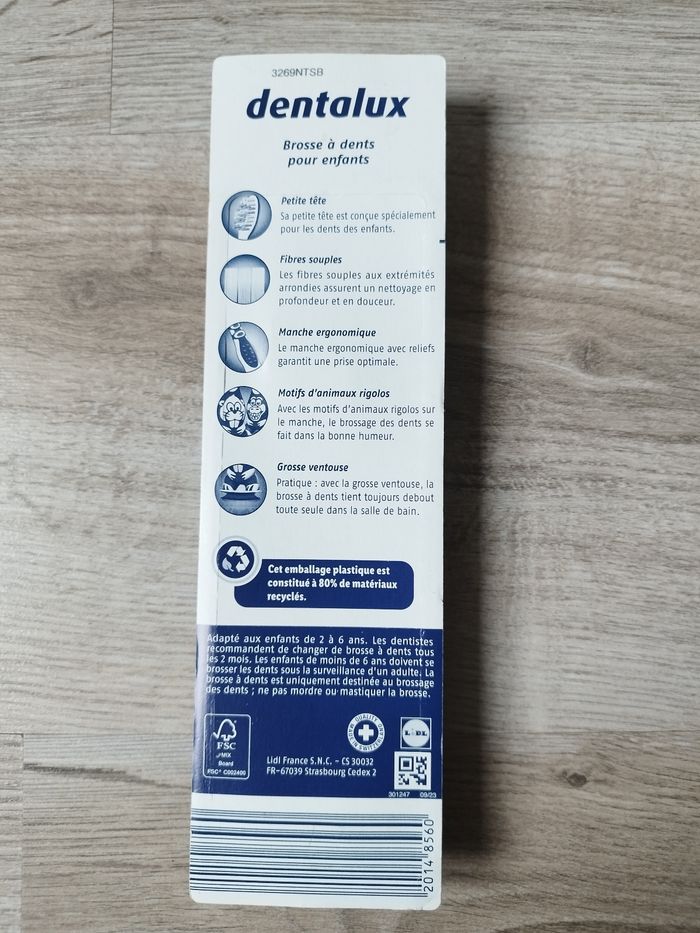 3269NTSB
dentalux
Brosse à dents
pour enfants
Petite tête
Sa petite tête est conçue spécialement
pour les dents des enfants.
Fibres souples
Les fibres souples aux extrémités
arrondies assurent un nettoyage en
profondeur et en douceur.
Manche ergonomique
Le manche ergonomique avec reliefs
garantit une prise optimale.
Motifs d'animaux rigolos
Avec les motifs d'animaux rigolos sur
le manche, le brossage des dents se
fait dans la bonne humeur.
Grosse ventouse
Pratique : avec la grosse ventouse, la
brosse à dents tient toujours debout
toute seule dans la salle de bain.
Cet emballage plastique est
constitué à 80% de matériaux
recyclés.
Adapté aux enfants de 2 à 6 ans. Les dentistes
recommandent de changer de brosse à dents tous
les 2 mois. Les enfants de moins de 6 ans doivent se
brosser les dents sous la surveillance d'un adulte. La
brosse à dents est uniquement destinée au brossage
des dents ; ne pas mordre ou mastiquer la brosse.
FSC
MIX
Board
FSC® C002400
Lidl France S.N.C. – CS 30032
FR–67039 Strasbourg Cedex 2
LIDL
301247 09/23
2014 8560